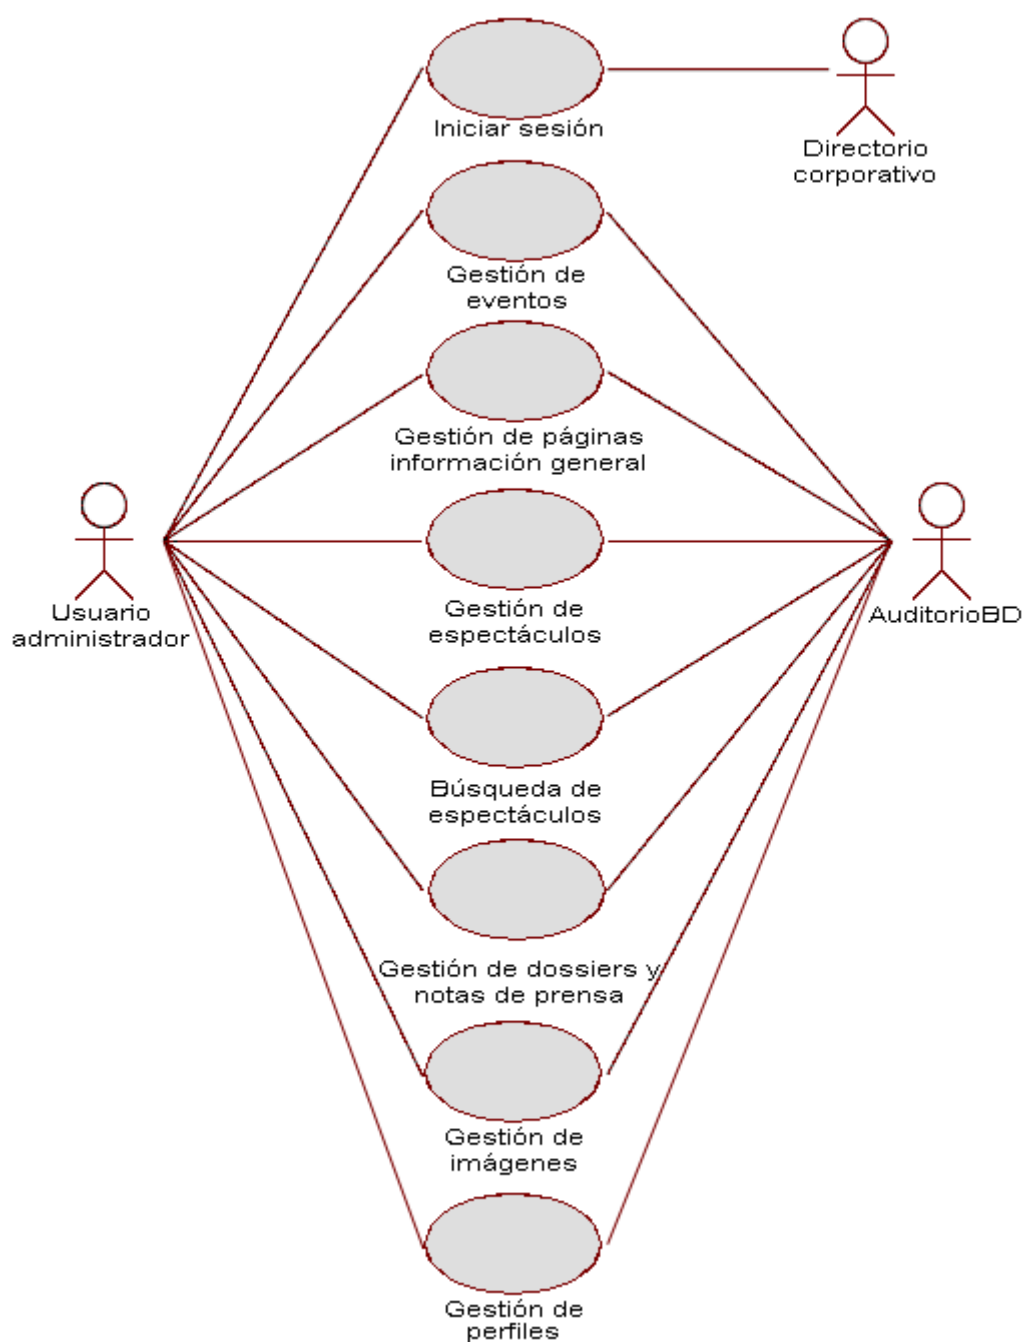 Iniciar sesión
Directorio
corporativo
Gestión de
eventos
Gestión de páginas
información general
Usuario
administrador
Gestión de
espectáculos
AuditorioBD
Búsqueda de
espectáculos
Gestión de dossiers y
notas de prensa
Gestión de
imágenes
Gestión de
perfiles